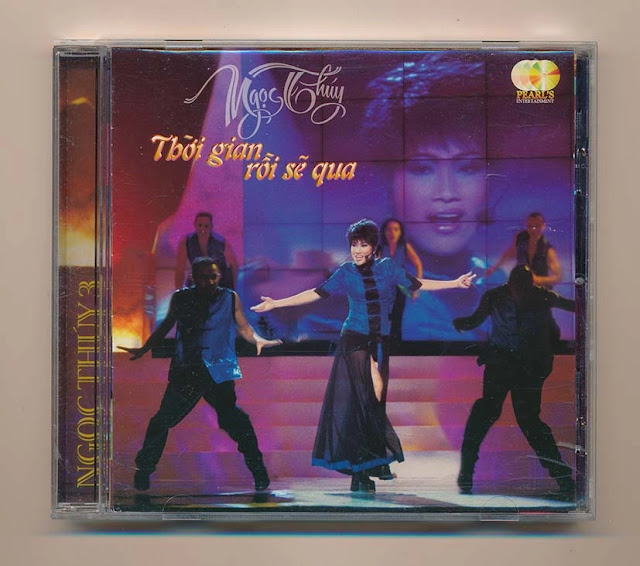 Ngọc Thúy
Thời gian
rồi sẽ qua
PEARL'S
ENTERTAINMENT
NGỌC THÚY 3